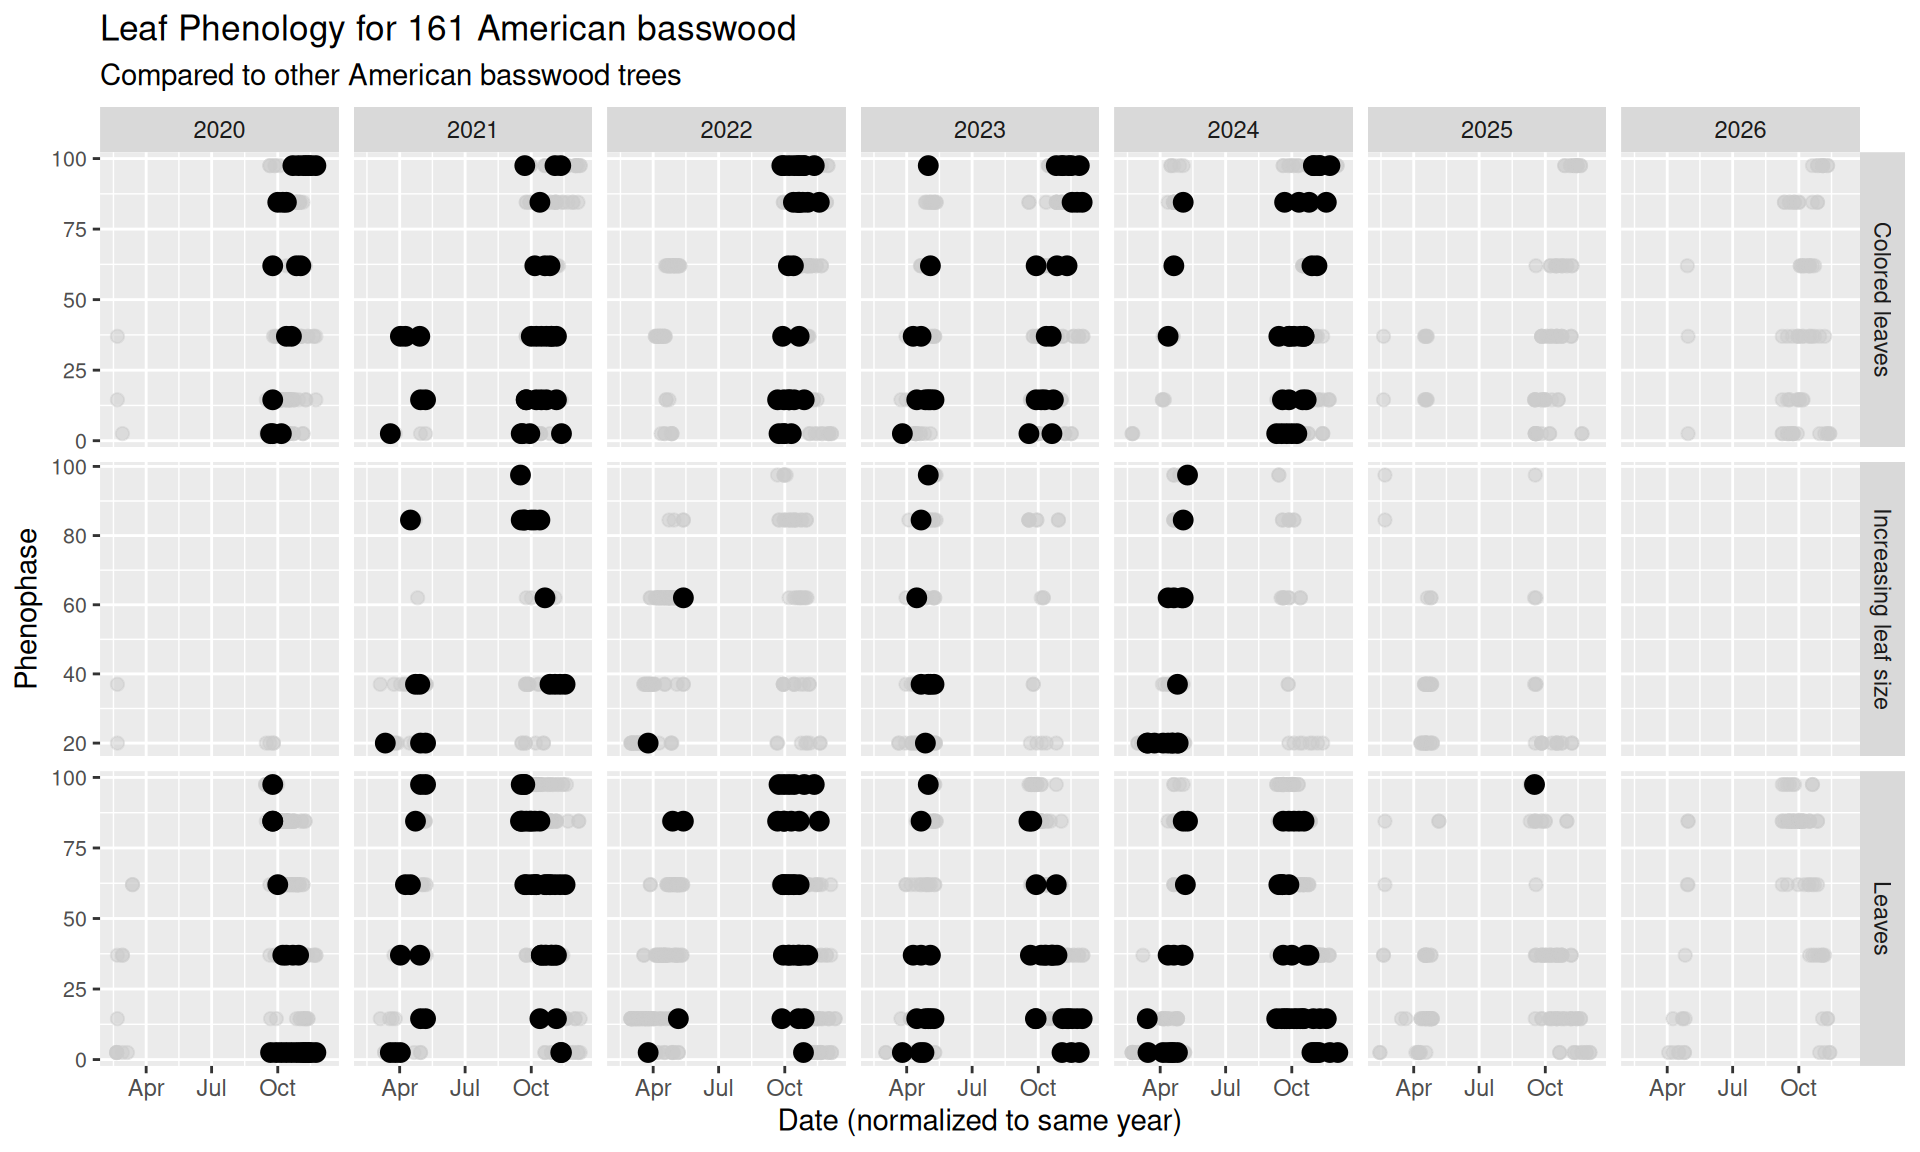 Leaf Phenology for 161 American basswood
Compared to other American basswood trees
2020 2021 2022 2023 2024 2025 2026
100
75
50
25
0
Colored leaves
100
80
60
40
20
Increasing leaf size
100
75
50
25
0
Leaves
Phenophase
Apr Jul Oct Apr Jul Oct Apr Jul Oct Apr Jul Oct Apr Jul Oct Apr Jul Oct Apr Jul Oct
Date (normalized to same year)